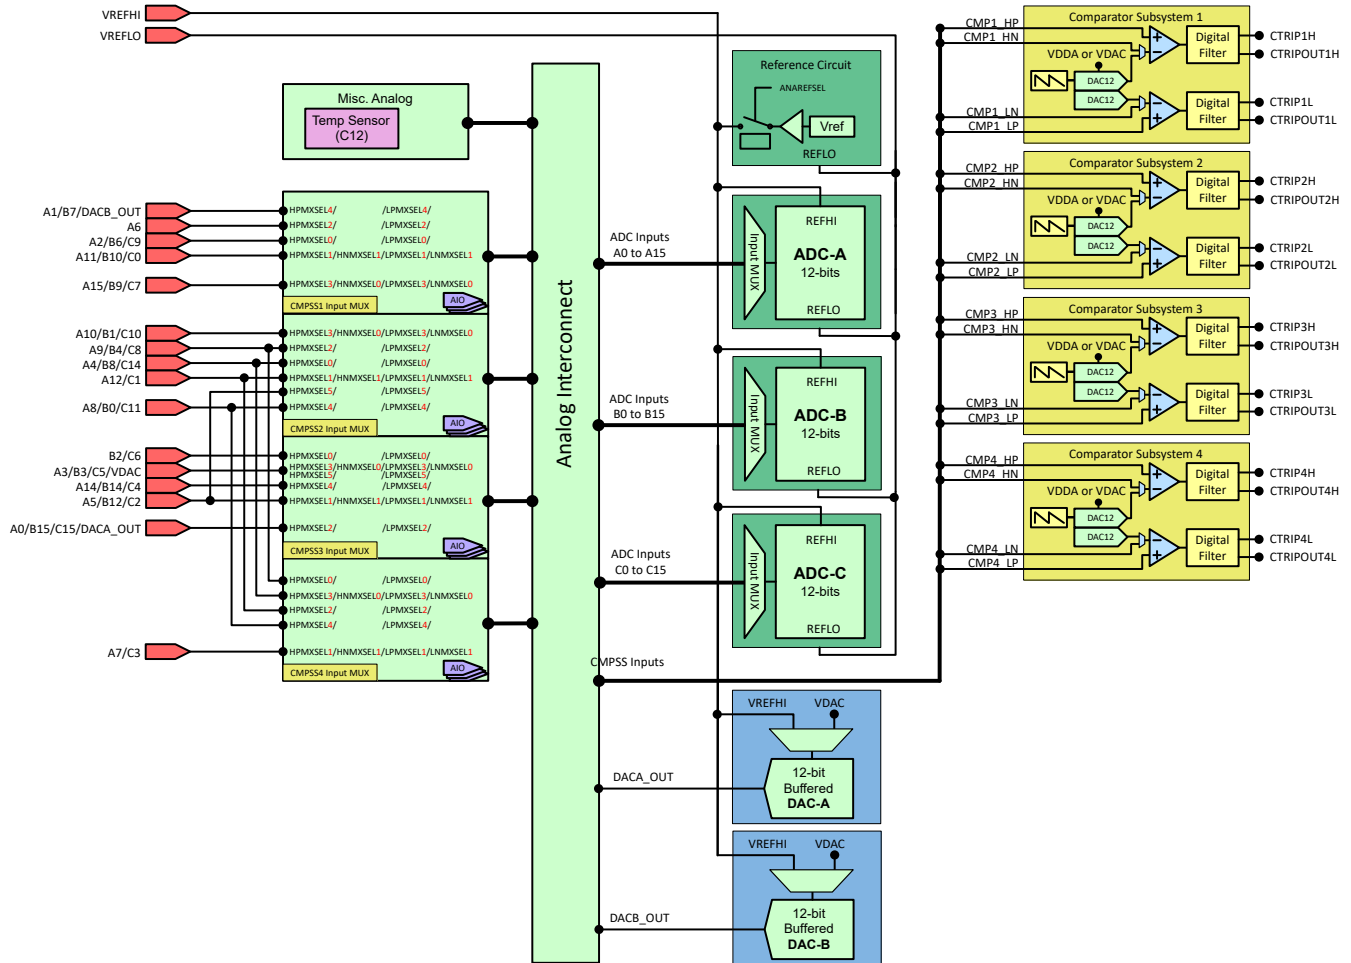 VREFHI
VREFLO
Misc. Analog
Temp Sensor
(C12)
A1/B7/DACB_OUT
A6
A2/B6/C9
A11/B10/C0
A15/B9/C7
HPMXSEL4/ /LPMXSEL4/
HPMXSEL2/ /LPMXSEL2/
HPMXSEL0/ /LPMXSEL0/
HPMXSEL1/HNMXSEL1/LPMXSEL1/LNMXSEL1
HPMXSEL3/HNMXSEL0/LPMXSEL3/LNMXSEL0
CMPSS1 Input MUX
AIO
A10/B1/C10
A9/B4/C8
A4/B8/C14
A12/C1
A8/B0/C11
HPMXSEL3/HNMXSEL0/LPMXSEL3/LNMXSEL0
HPMXSEL2/ /LPMXSEL2/
HPMXSEL0/ /LPMXSEL0/
HPMXSEL1/HNMXSEL1/LPMXSEL1/LNMXSEL1
HPMXSEL5/ /LPMXSEL5/
HPMXSEL4/ /LPMXSEL4/
CMPSS2 Input MUX
AIO
B2/C6
A3/B3/C5/VDAC
A14/B14/C4
A5/B12/C2
A0/B15/C15/DACA_OUT
HPMXSEL0/ /LPMXSEL0/
HPMXSEL3/HNMXSEL0/LPMXSEL3/LNMXSEL0
HPMXSEL5/ /LPMXSEL5/
HPMXSEL4/ /LPMXSEL4/
HPMXSEL1/HNMXSEL1/LPMXSEL1/LNMXSEL1
HPMXSEL2/ /LPMXSEL2/
CMPSS3 Input MUX
AIO
A7/C3
HPMXSEL0/ /LPMXSEL0/
HPMXSEL3/HNMXSEL0/LPMXSEL3/LNMXSEL0
HPMXSEL2/ /LPMXSEL2/
HPMXSEL4/ /LPMXSEL4/
HPMXSEL1/HNMXSEL1/LPMXSEL1/LNMXSEL1
CMPSS4 Input MUX
AIO
Analog Interconnect
Reference Circuit
ANAREFSEL
Vref
REFLO
ADC Inputs
A0 to A15
Input MUX
REFHI
ADC-A
12-bits
REFLO
ADC Inputs
B0 to B15
Input MUX
REFHI
ADC-B
12-bits
REFLO
ADC Inputs
C0 to C15
Input MUX
REFHI
ADC-C
12-bits
REFLO
CMPSS Inputs
VREFHI VDAC
12-bit
Buffered
DAC-A
DACA_OUT
VREFHI VDAC
12-bit
Buffered
DAC-B
DACB_OUT
Comparator Subsystem 1
CMP1_HP
CMP1_HN
VDDA or VDAC
DAC12
DAC12
CMP1_LN
CMP1_LP
Digital
Filter
Digital
Filter
CTRIP1H
CTRIPOUT1H
CTRIP1L
CTRIPOUT1L
Comparator Subsystem 2
CMP2_HP
CMP2_HN
VDDA or VDAC
DAC12
DAC12
CMP2_LN
CMP2_LP
Digital
Filter
Digital
Filter
CTRIP2H
CTRIPOUT2H
CTRIP2L
CTRIPOUT2L
Comparator Subsystem 3
CMP3_HP
CMP3_HN
VDDA or VDAC
DAC12
DAC12
CMP3_LN
CMP3_LP
Digital
Filter
Digital
Filter
CTRIP3H
CTRIPOUT3H
CTRIP3L
CTRIPOUT3L
Comparator Subsystem 4
CMP4_HP
CMP4_HN
VDDA or VDAC
DAC12
DAC12
CMP4_LN
CMP4_LP
Digital
Filter
Digital
Filter
CTRIP4H
CTRIPOUT4H
CTRIP4L
CTRIPOUT4L